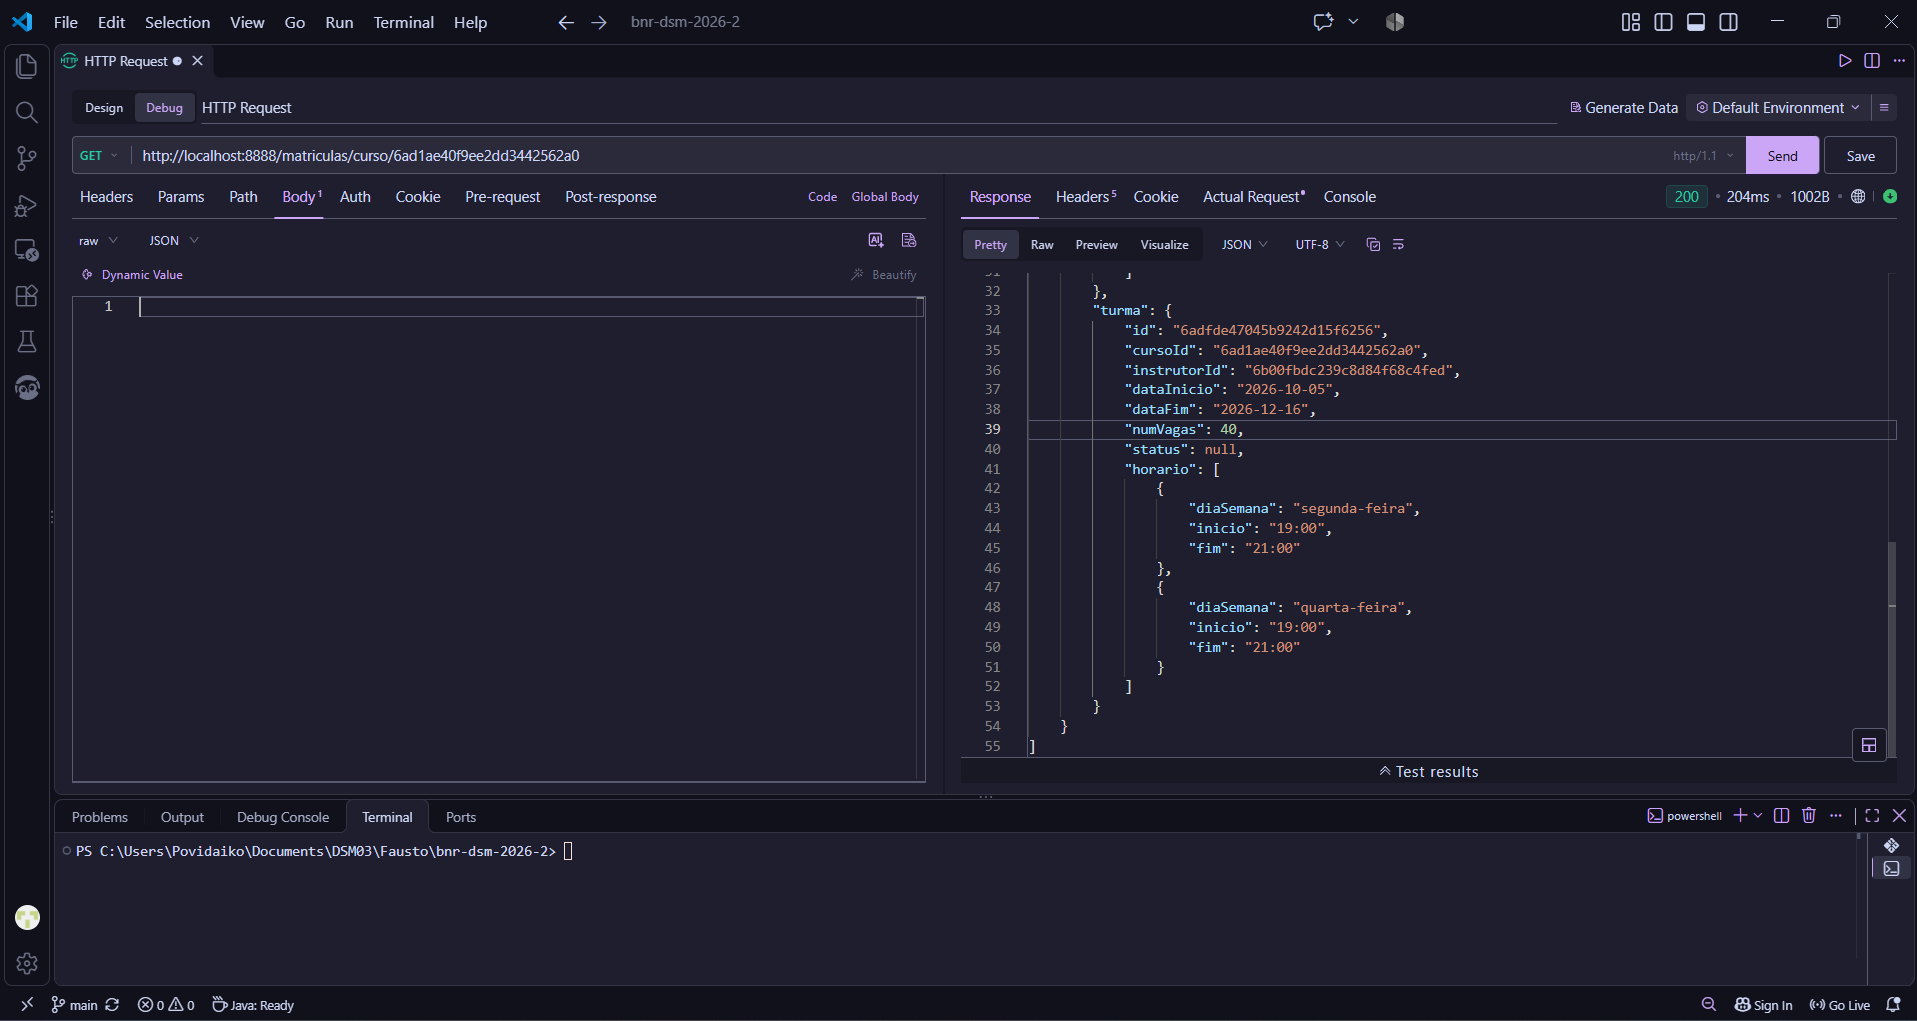 File Edit Selection View Go Run Terminal Help bnr-dsm-2026-2
HTTP Request
Design Debug HTTP Request Generate Data Default Environment
GET http://localhost:8888/matriculas/curso/6ad1ae40f9ee2dd3442562a0 http/1.1 Send Save
Headers Params Path Body 1 Auth Cookie Pre-request Post-response Code Global Body
raw JSON
Dynamic Value Beautify
1
Response Headers 5 Cookie Actual Request Console 200 • 204ms • 1002B
Pretty Raw Preview Visualize JSON UTF-8
31 ]
32 },
33 "turma": {
34 "id": "6adfde47045b9242d15f6256",
35 "cursoId": "6ad1ae40f9ee2dd3442562a0",
36 "instrutorId": "6b00fbdc239c8d84f68c4fed",
37 "dataInicio": "2026-10-05",
38 "dataFim": "2026-12-16",
39 "numVagas": 40,
40 "status": null,
41 "horario": [
42 {
43 "diaSemana": "segunda-feira",
44 "inicio": "19:00",
45 "fim": "21:00"
46 },
47 {
48 "diaSemana": "quarta-feira",
49 "inicio": "19:00",
50 "fim": "21:00"
51 }
52 ]
53 }
54 }
55 ]
Test results
Problems Output Debug Console Terminal Ports powershell
PS C:\Users\Povidaiko\Documents\DSM03\Fausto\bnr-dsm-2026-2>
main 0 0 Java: Ready Sign In Go Live